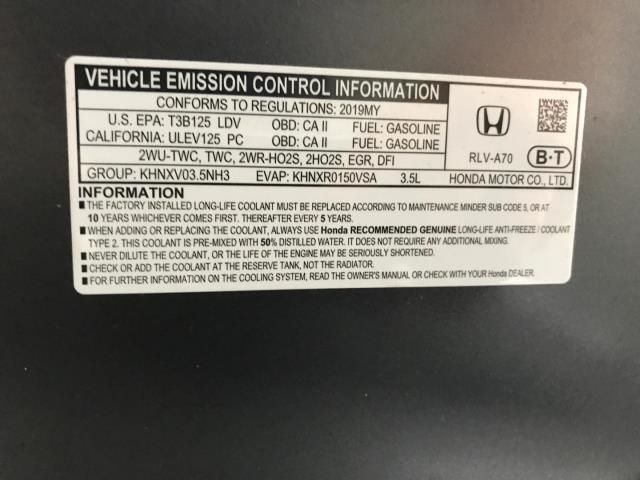 VEHICLE EMISSION CONTROL INFORMATION
CONFORMS TO REGULATIONS: 2019MY
U.S. EPA: T3B125 LDV OBD: CA II FUEL: GASOLINE
CALIFORNIA: ULEV125 PC OBD: CA II FUEL: GASOLINE
2WU-TWC, TWC, 2WR-HO2S, 2HO2S, EGR, DFI
GROUP: KHNXV03.5NH3 EVAP: KHNXR0150VSA 3.5L
RLV-A70 B·T
HONDA MOTOR CO., LTD.
INFORMATION
■ THE FACTORY INSTALLED LONG-LIFE COOLANT MUST BE REPLACED ACCORDING TO MAINTENANCE MINDER SUB CODE 5, OR AT
10 YEARS WHICHEVER COMES FIRST. THEREAFTER EVERY 5 YEARS.
■ WHEN ADDING OR REPLACING THE COOLANT, ALWAYS USE Honda RECOMMENDED GENUINE LONG-LIFE ANTI-FREEZE / COOLANT
TYPE 2. THIS COOLANT IS PRE-MIXED WITH 50% DISTILLED WATER. IT DOES NOT REQUIRE ANY ADDITIONAL MIXING.
■ NEVER DILUTE THE COOLANT, OR THE LIFE OF THE ENGINE MAY BE SERIOUSLY SHORTENED.
■ CHECK OR ADD THE COOLANT AT THE RESERVE TANK, NOT THE RADIATOR.
■ FOR FURTHER INFORMATION ON THE COOLING SYSTEM, READ THE OWNER'S MANUAL OR CHECK WITH YOUR Honda DEALER.